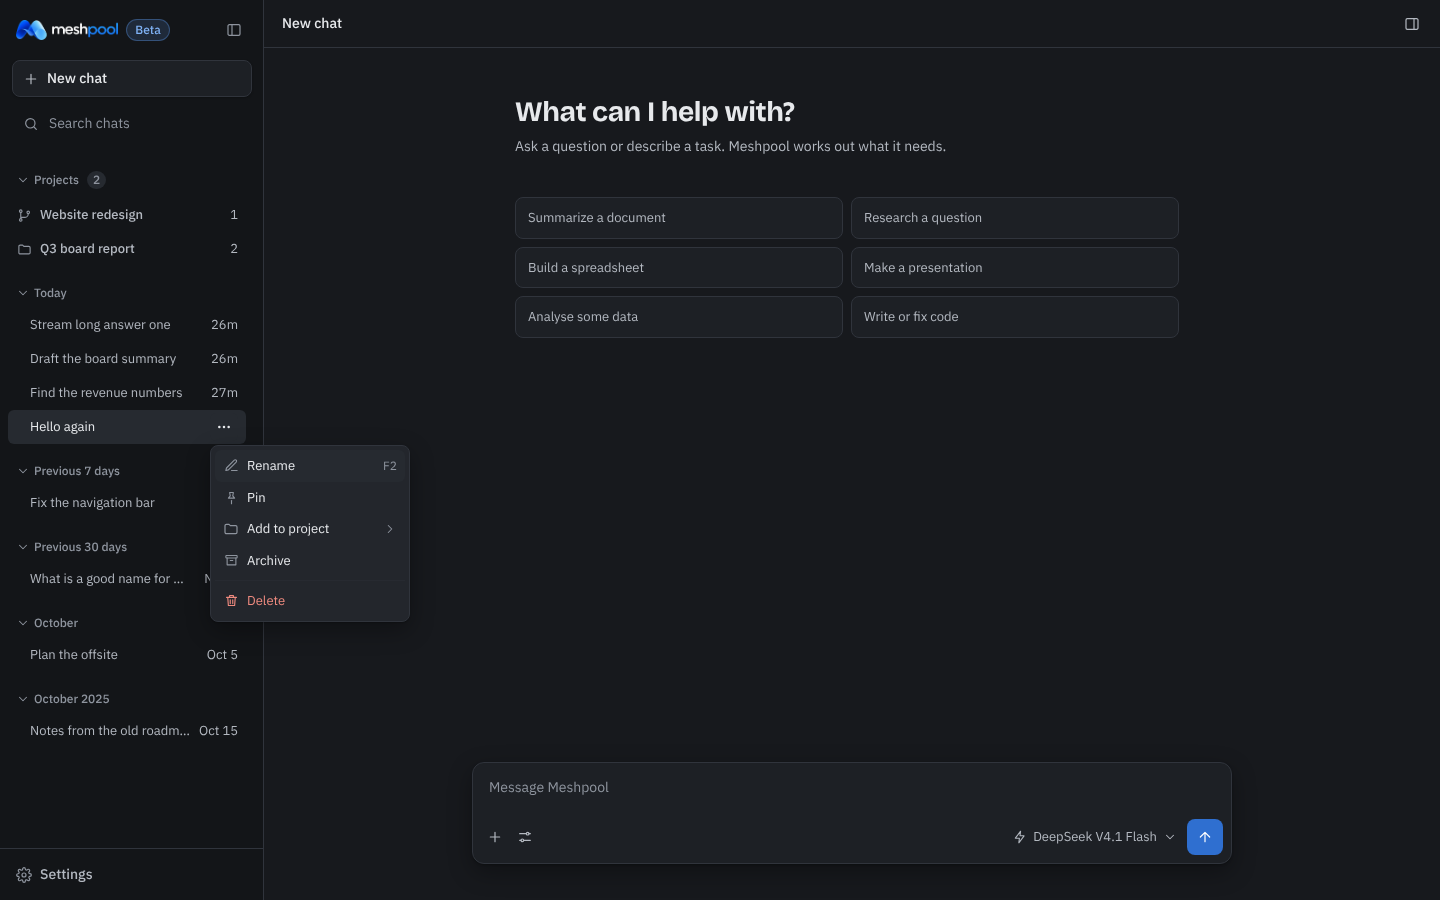 meshpool Beta
New chat
Search chats
Projects 2
Website redesign 1
Q3 board report 2
Today
Stream long answer one 26m
Draft the board summary 26m
Find the revenue numbers 27m
Hello again
Previous 7 days
Fix the navigation bar
Previous 30 days
What is a good name for ...
October
Plan the offsite Oct 5
October 2025
Notes from the old roadm... Oct 15
Settings
Rename F2
Pin
Add to project
Archive
Delete
New chat
What can I help with?
Ask a question or describe a task. Meshpool works out what it needs.
Summarize a document Research a question
Build a spreadsheet Make a presentation
Analyse some data Write or fix code
Message Meshpool
DeepSeek V4.1 Flash